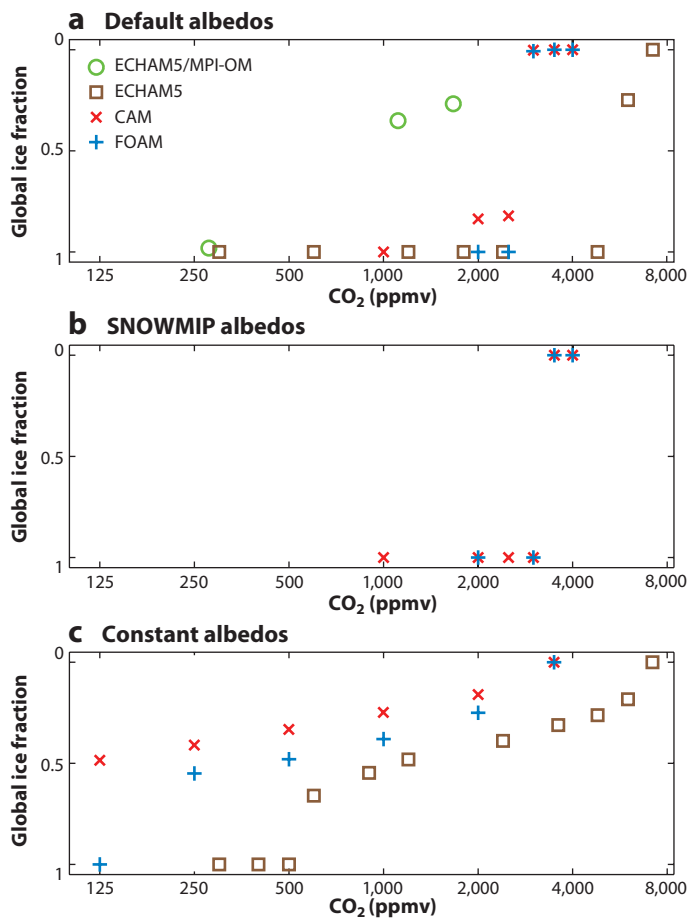 a Default albedos
0
ECHAM5/MPI-OM
ECHAM5
CAM
FOAM
0.5
1
Global ice fraction
125 250 500 1,000 2,000 4,000 8,000
CO₂ (ppmv)
b SNOWMIP albedos
0
0.5
1
Global ice fraction
125 250 500 1,000 2,000 4,000 8,000
CO₂ (ppmv)
c Constant albedos
0
0.5
1
Global ice fraction
125 250 500 1,000 2,000 4,000 8,000
CO₂ (ppmv)